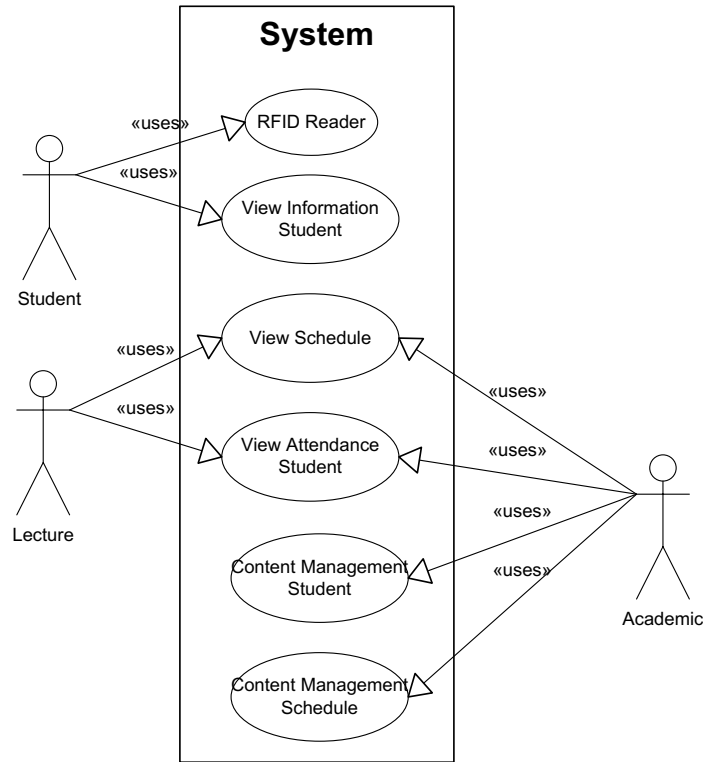 System
«uses»
RFID Reader
«uses»
View Information
Student
Student
View Schedule
«uses»
«uses»
«uses»
View Attendance
Student
«uses»
Lecture
«uses»
Content Management
Student
«uses»
Academic
Content Management
Schedule